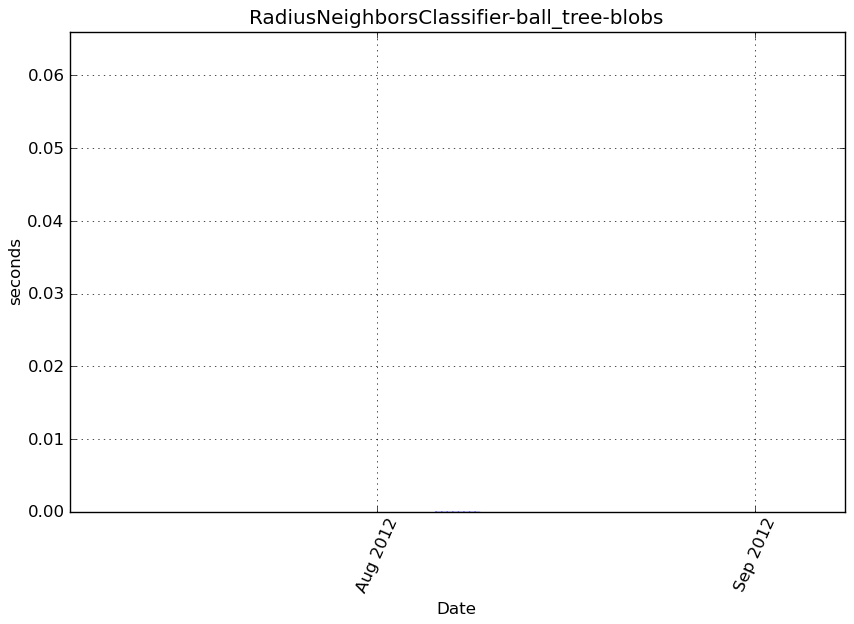 RadiusNeighborsClassifier-ball_tree-blobs
0.06
0.05
0.04
0.03
0.02
0.01
0.00
seconds
Aug 2012
Sep 2012
Date